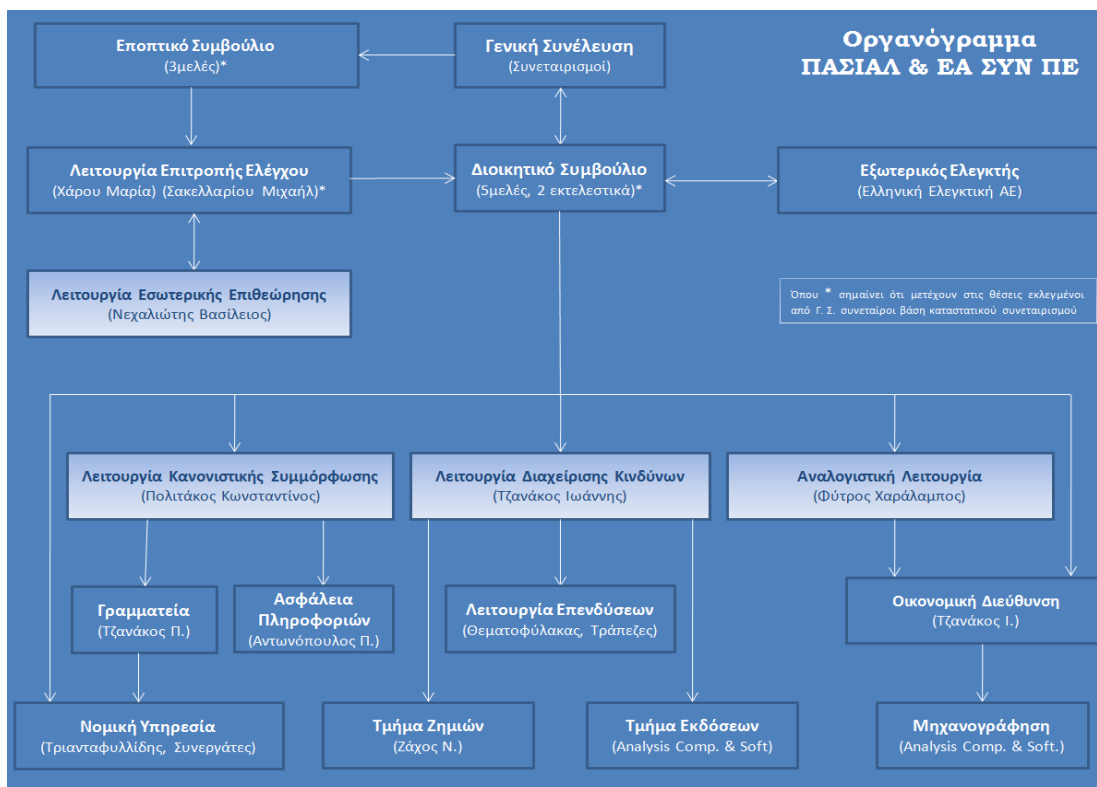 Εποπτικό Συμβούλιο
(3μελές)*
Γενική Συνέλευση
(Συνεταιρισμοί)
Οργανόγραμμα
ΠΑΣΙΑΛ & ΕΑ ΣΥΝ ΠΕ
Λειτουργία Επιτροπής Ελέγχου
(Χάρου Μαρία) (Σακελλαρίου Μιχαήλ)*
Διοικητικό Συμβούλιο
(5μελές, 2 εκτελεστικά)*
Εξωτερικός Ελεγκτής
(Ελληνική Ελεγκτική ΑΕ)
Λειτουργία Εσωτερικής Επιθεώρησης
(Νεχαλιώτης Βασίλειος)
Όπου * σημαίνει ότι μετέχουν στις θέσεις εκλεγμένοι
από Γ. Σ. συνεταίροι βάση καταστατικού συνεταιρισμού
Λειτουργία Κανονιστικής Συμμόρφωσης
(Πολιτάκος Κωνσταντίνος)
Λειτουργία Διαχείρισης Κινδύνων
(Τζανάκος Ιωάννης)
Αναλογιστική Λειτουργία
(Φύτρος Χαράλαμπος)
Γραμματεία
(Τζανάκος Π.)
Ασφάλεια
Πληροφοριών
(Αντωνόπουλος Π.)
Λειτουργία Επενδύσεων
(Θεματοφύλακας, Τράπεζες)
Οικονομική Διεύθυνση
(Τζανάκος Ι.)
Νομική Υπηρεσία
(Τριανταφυλλίδης, Συνεργάτες)
Τμήμα Ζημιών
(Ζάχος Ν.)
Τμήμα Εκδόσεων
(Analysis Comp. & Soft)
Μηχανογράφηση
(Analysis Comp. & Soft.)